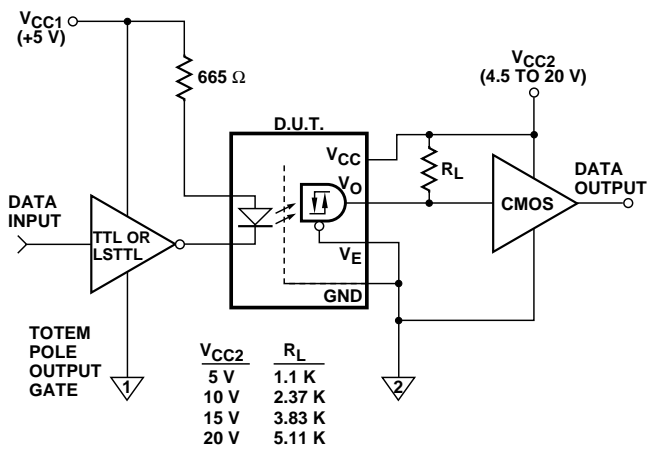 VCC1
(+5 V)
665 Ω
VCC2
(4.5 TO 20 V)
D.U.T.
VCC
RL
VO
DATA
INPUT
TTL OR
LSTTL
CMOS
DATA
OUTPUT
VE
GND
TOTEM
POLE
OUTPUT
GATE
1
2
VCC2 RL
5 V 1.1 K
10 V 2.37 K
15 V 3.83 K
20 V 5.11 K